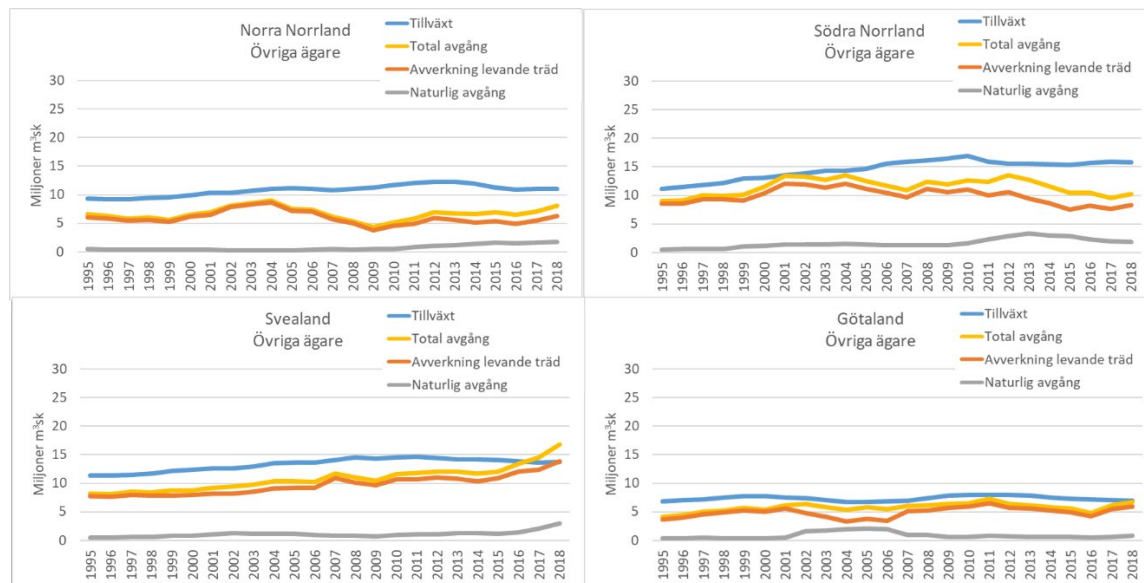 Norra Norrland
Övriga ägare
Tillväxt
Total avgång
Avverkning levande träd
Naturlig avgång
Miljoner m³sk
30
25
20
15
10
5
0
1995 1996 1997 1998 1999 2000 2001 2002 2003 2004 2005 2006 2007 2008 2009 2010 2011 2012 2013 2014 2015 2016 2017 2018
Södra Norrland
Övriga ägare
Tillväxt
Total avgång
Avverkning levande träd
Naturlig avgång
Miljoner m³sk
30
25
20
15
10
5
0
1995 1996 1997 1998 1999 2000 2001 2002 2003 2004 2005 2006 2007 2008 2009 2010 2011 2012 2013 2014 2015 2016 2017 2018
Svealand
Övriga ägare
Tillväxt
Total avgång
Avverkning levande träd
Naturlig avgång
Miljoner m³sk
30
25
20
15
10
5
0
1995 1996 1997 1998 1999 2000 2001 2002 2003 2004 2005 2006 2007 2008 2009 2010 2011 2012 2013 2014 2015 2016 2017 2018
Götaland
Övriga ägare
Tillväxt
Total avgång
Avverkning levande träd
Naturlig avgång
Miljoner m³sk
30
25
20
15
10
5
0
1995 1996 1997 1998 1999 2000 2001 2002 2003 2004 2005 2006 2007 2008 2009 2010 2011 2012 2013 2014 2015 2016 2017 2018